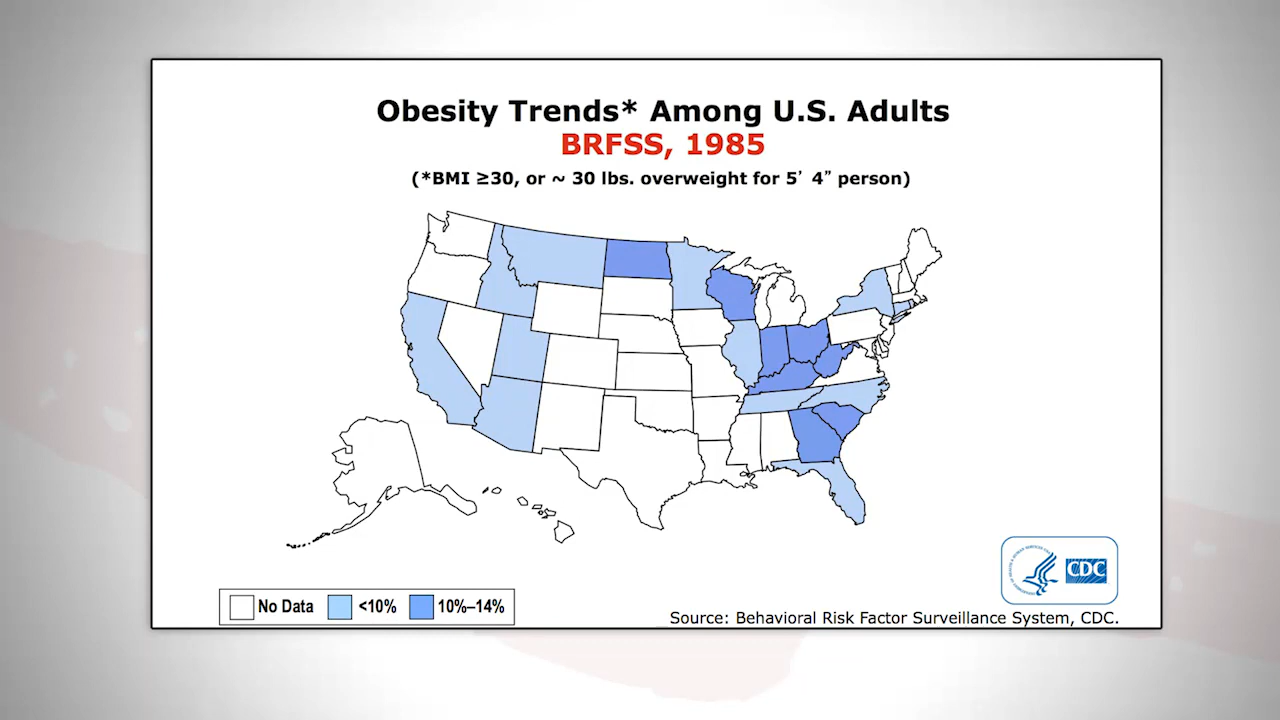 Obesity Trends* Among U.S. Adults
BRFSS, 1985
(*BMI ≥30, or ~ 30 lbs. overweight for 5’ 4” person)
No Data
<10%
10%–14%
CDC
Source: Behavioral Risk Factor Surveillance System, CDC.